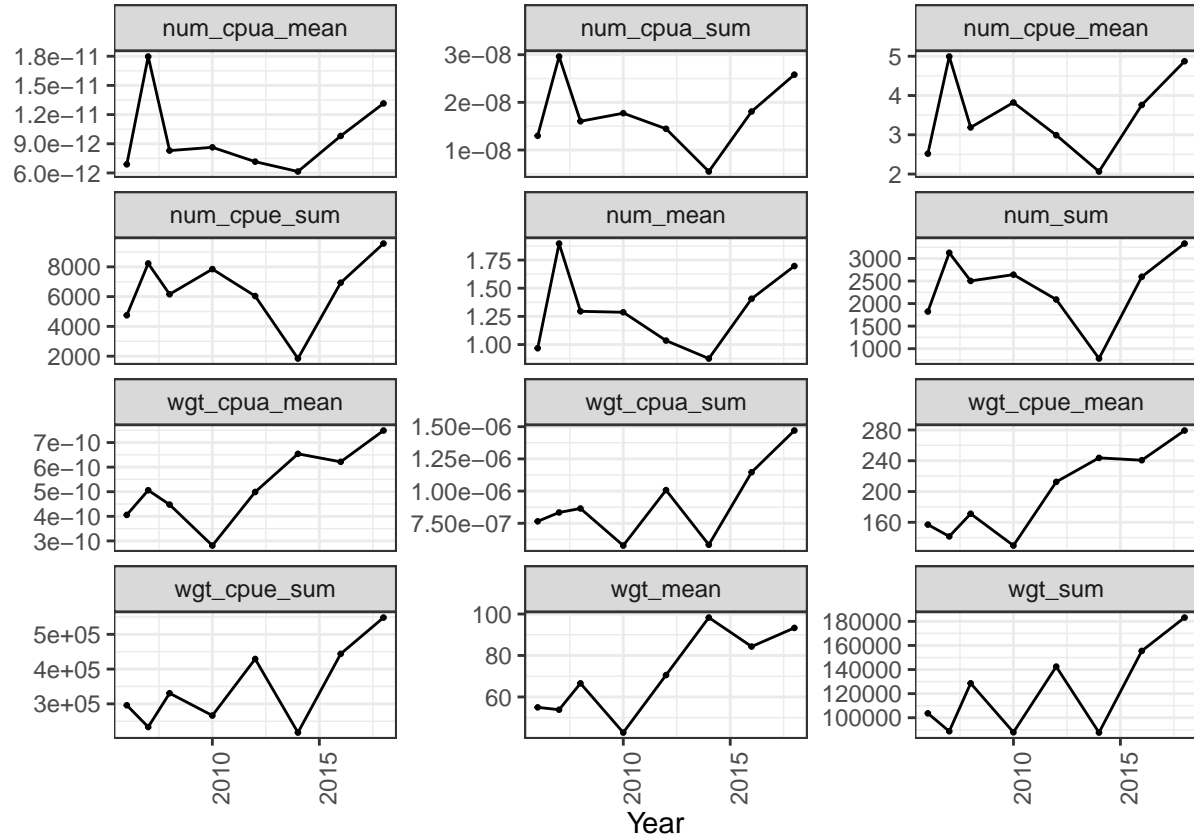 num_cpua_mean num_cpua_sum num_cpue_mean
1.8e−11
1.5e−11
1.2e−11
9.0e−12
6.0e−12
3e−08
2e−08
1e−08
5
4
3
2
num_cpue_sum num_mean num_sum
8000
6000
4000
2000
1.75
1.50
1.25
1.00
3000
2500
2000
1500
1000
wgt_cpua_mean wgt_cpua_sum wgt_cpue_mean
7e−10
6e−10
5e−10
4e−10
3e−10
1.50e−06
1.25e−06
1.00e−06
7.50e−07
280
240
200
160
wgt_cpue_sum wgt_mean wgt_sum
5e+05
4e+05
3e+05
100
80
60
180000
160000
140000
120000
100000
2010 2015 2010 2015 2010 2015
Year